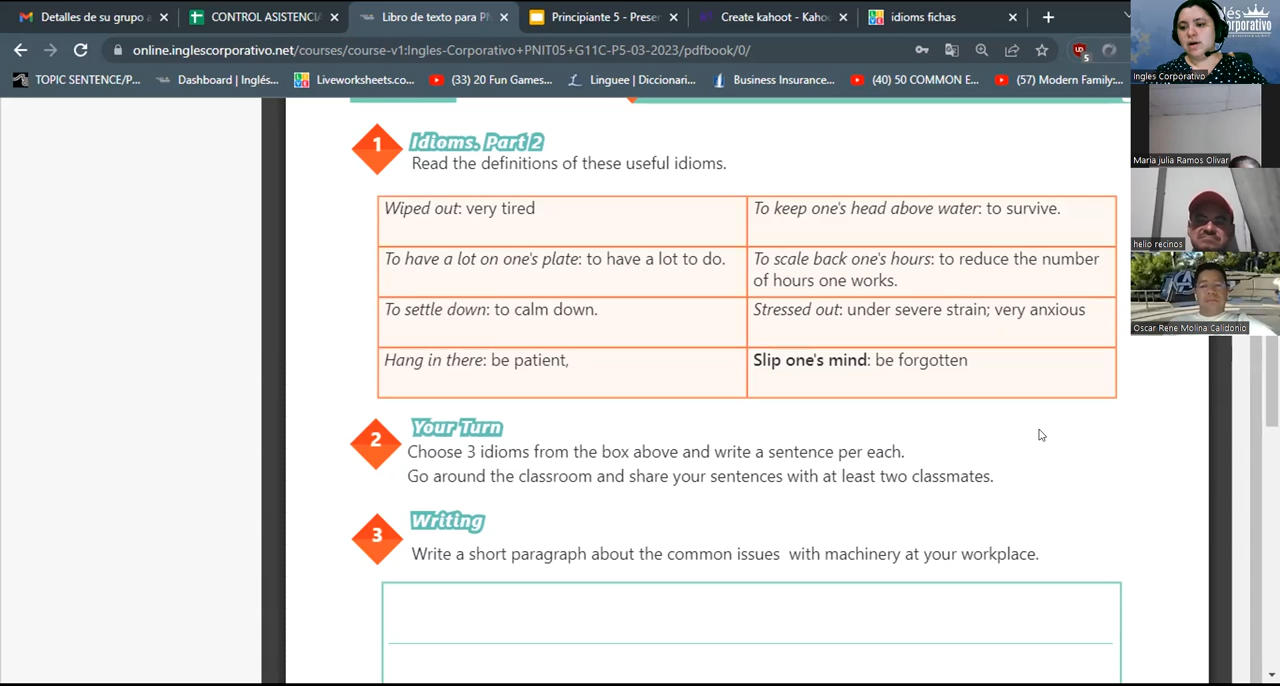 Detalles de su grupo a
CONTROL ASISTENCIA
Libro de texto para PN
Principiante 5 - Presen
Create kahoot - Kahoo
idioms fichas
online.inglescorporativo.net/courses/course-v1:Ingles-Corporativo+PNIT05+G11C-P5-03-2023/pdfbook/0/
5
TOPIC SENTENCE/P...
Dashboard | Inglés...
Liveworksheets.co...
(33) 20 Fun Games...
Linguee | Diccionari...
Business Insurance...
(40) 50 COMMON E...
(57) Modern Family:...
Ingles Corporativo
Maria julia Ramos Olivar
helio recinos
Oscar Rene Molina Calidonio
1
Idioms. Part 2
Read the definitions of these useful idioms.
Wiped out: very tired
To keep one's head above water: to survive.
To have a lot on one's plate: to have a lot to do.
To scale back one's hours: to reduce the number
of hours one works.
To settle down: to calm down.
Stressed out: under severe strain; very anxious
Hang in there: be patient,
Slip one's mind: be forgotten
2
Your Turn
Choose 3 idioms from the box above and write a sentence per each.
Go around the classroom and share your sentences with at least two classmates.
3
Writing
Write a short paragraph about the common issues with machinery at your workplace.